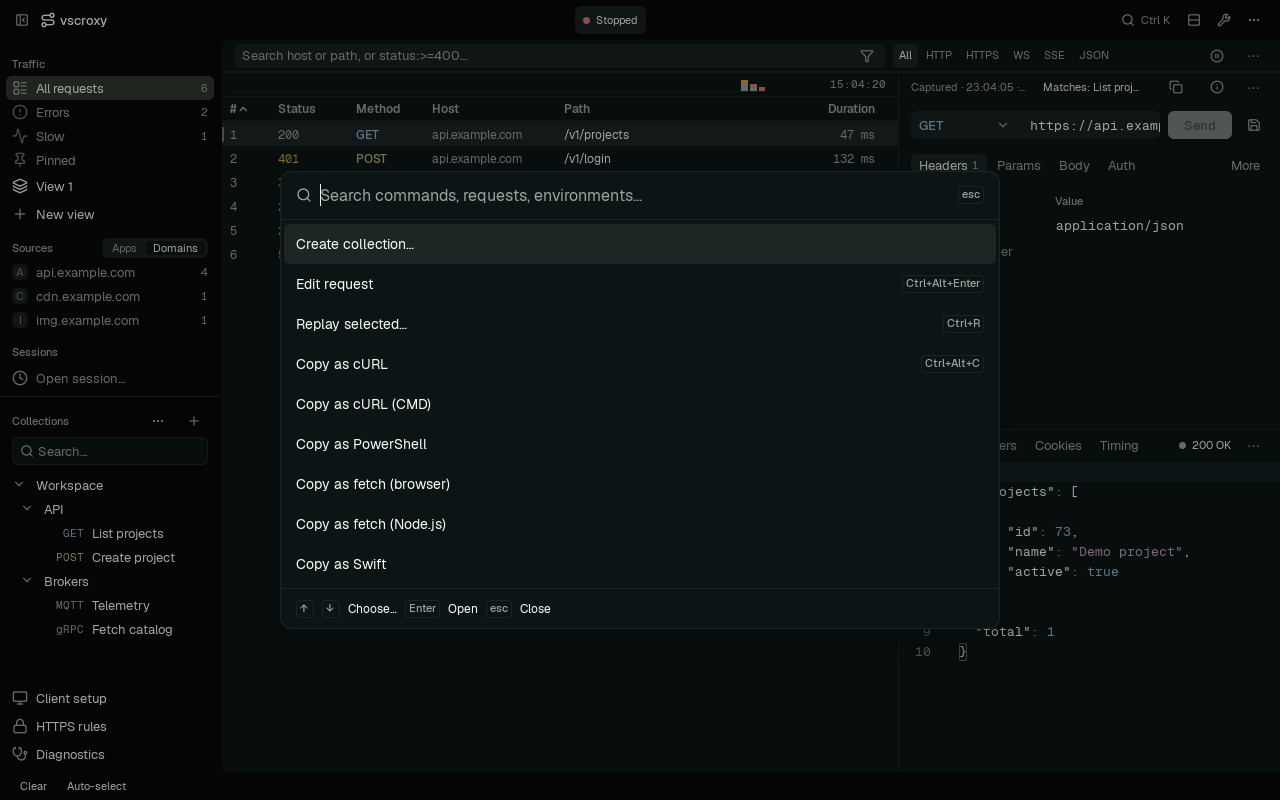 vscroxy
Stopped
Ctrl K
Traffic
All requests 6
Errors 2
Slow 1
Pinned
View 1
New view
Sources Apps Domains
A api.example.com 4
C cdn.example.com 1
I img.example.com 1
Sessions
Open session…
Collections
Search…
Workspace
API
GET List projects
POST Create project
Brokers
MQTT Telemetry
gRPC Fetch catalog
Client setup
HTTPS rules
Diagnostics
Clear Auto-select
Search host or path, or status:>=400…
All HTTP HTTPS WS SSE JSON
15:04:20
# Status Method Host Path Duration
1 200 GET api.example.com /v1/projects 47 ms
2 401 POST api.example.com /v1/login 132 ms
3
4
5
6
Search commands, requests, environments… esc
Create collection…
Edit request Ctrl+Alt+Enter
Replay selected… Ctrl+R
Copy as cURL Ctrl+Alt+C
Copy as cURL (CMD)
Copy as PowerShell
Copy as fetch (browser)
Copy as fetch (Node.js)
Copy as Swift
↑ ↓ Choose… Enter Open esc Close
Captured · 23:04:05 ·… Matches: List proj…
GET https://api.examp Send
Headers 1 Params Body Auth More
Value
application/json
er
ers Cookies Timing 200 OK
ojects": [
"id": 73,
"name": "Demo project",
"active": true
9 "total": 1
10 }